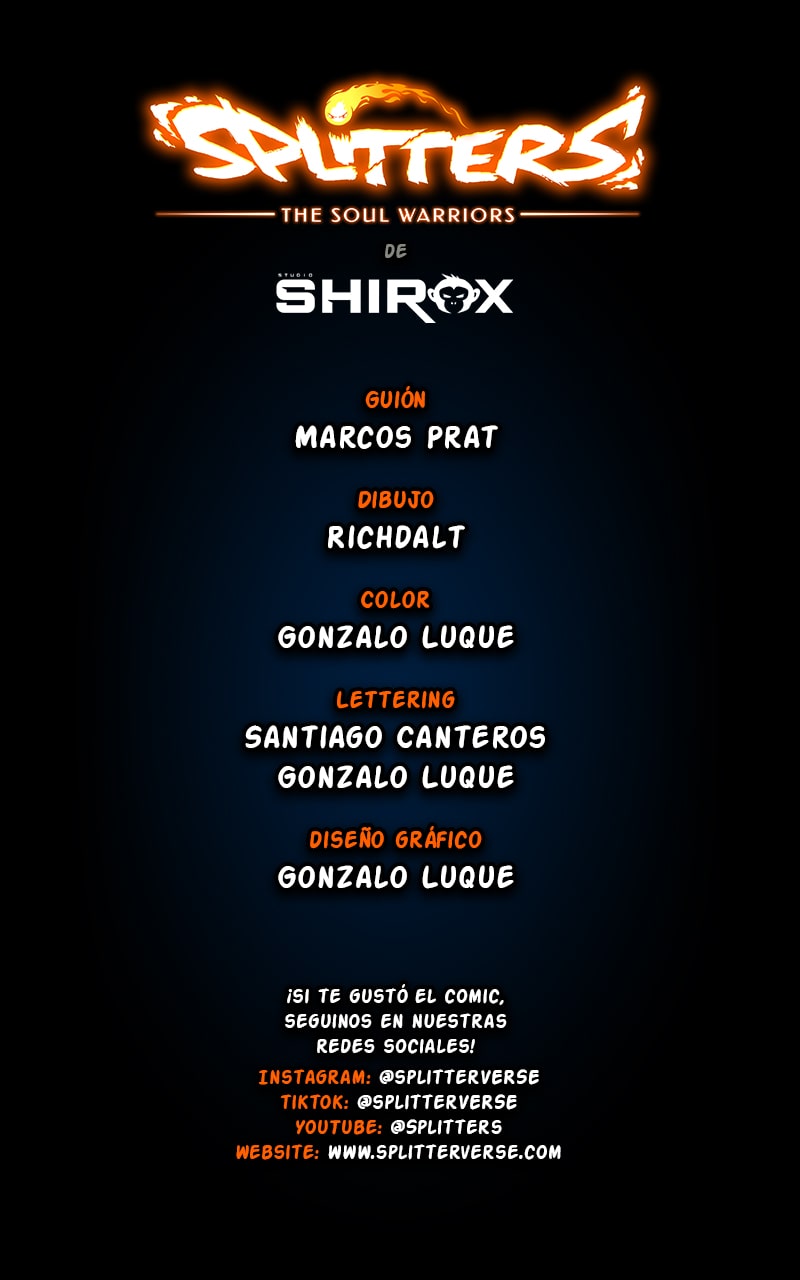 SPLITTERS
THE SOUL WARRIORS
DE
STUDIO
SHIROX
GUIÓN
MARCOS PRAT
DIBUJO
RICHDALT
COLOR
GONZALO LUQUE
LETTERING
SANTIAGO CANTEROS
GONZALO LUQUE
DISEÑO GRÁFICO
GONZALO LUQUE
¡SI TE GUSTÓ EL COMIC,
SEGUINOS EN NUESTRAS
REDES SOCIALES!
INSTAGRAM: @SPLITTERVERSE
TIKTOK: @SPLITTERVERSE
YOUTUBE: @SPLITTERS
WEBSITE: WWW.SPLITTERVERSE.COM